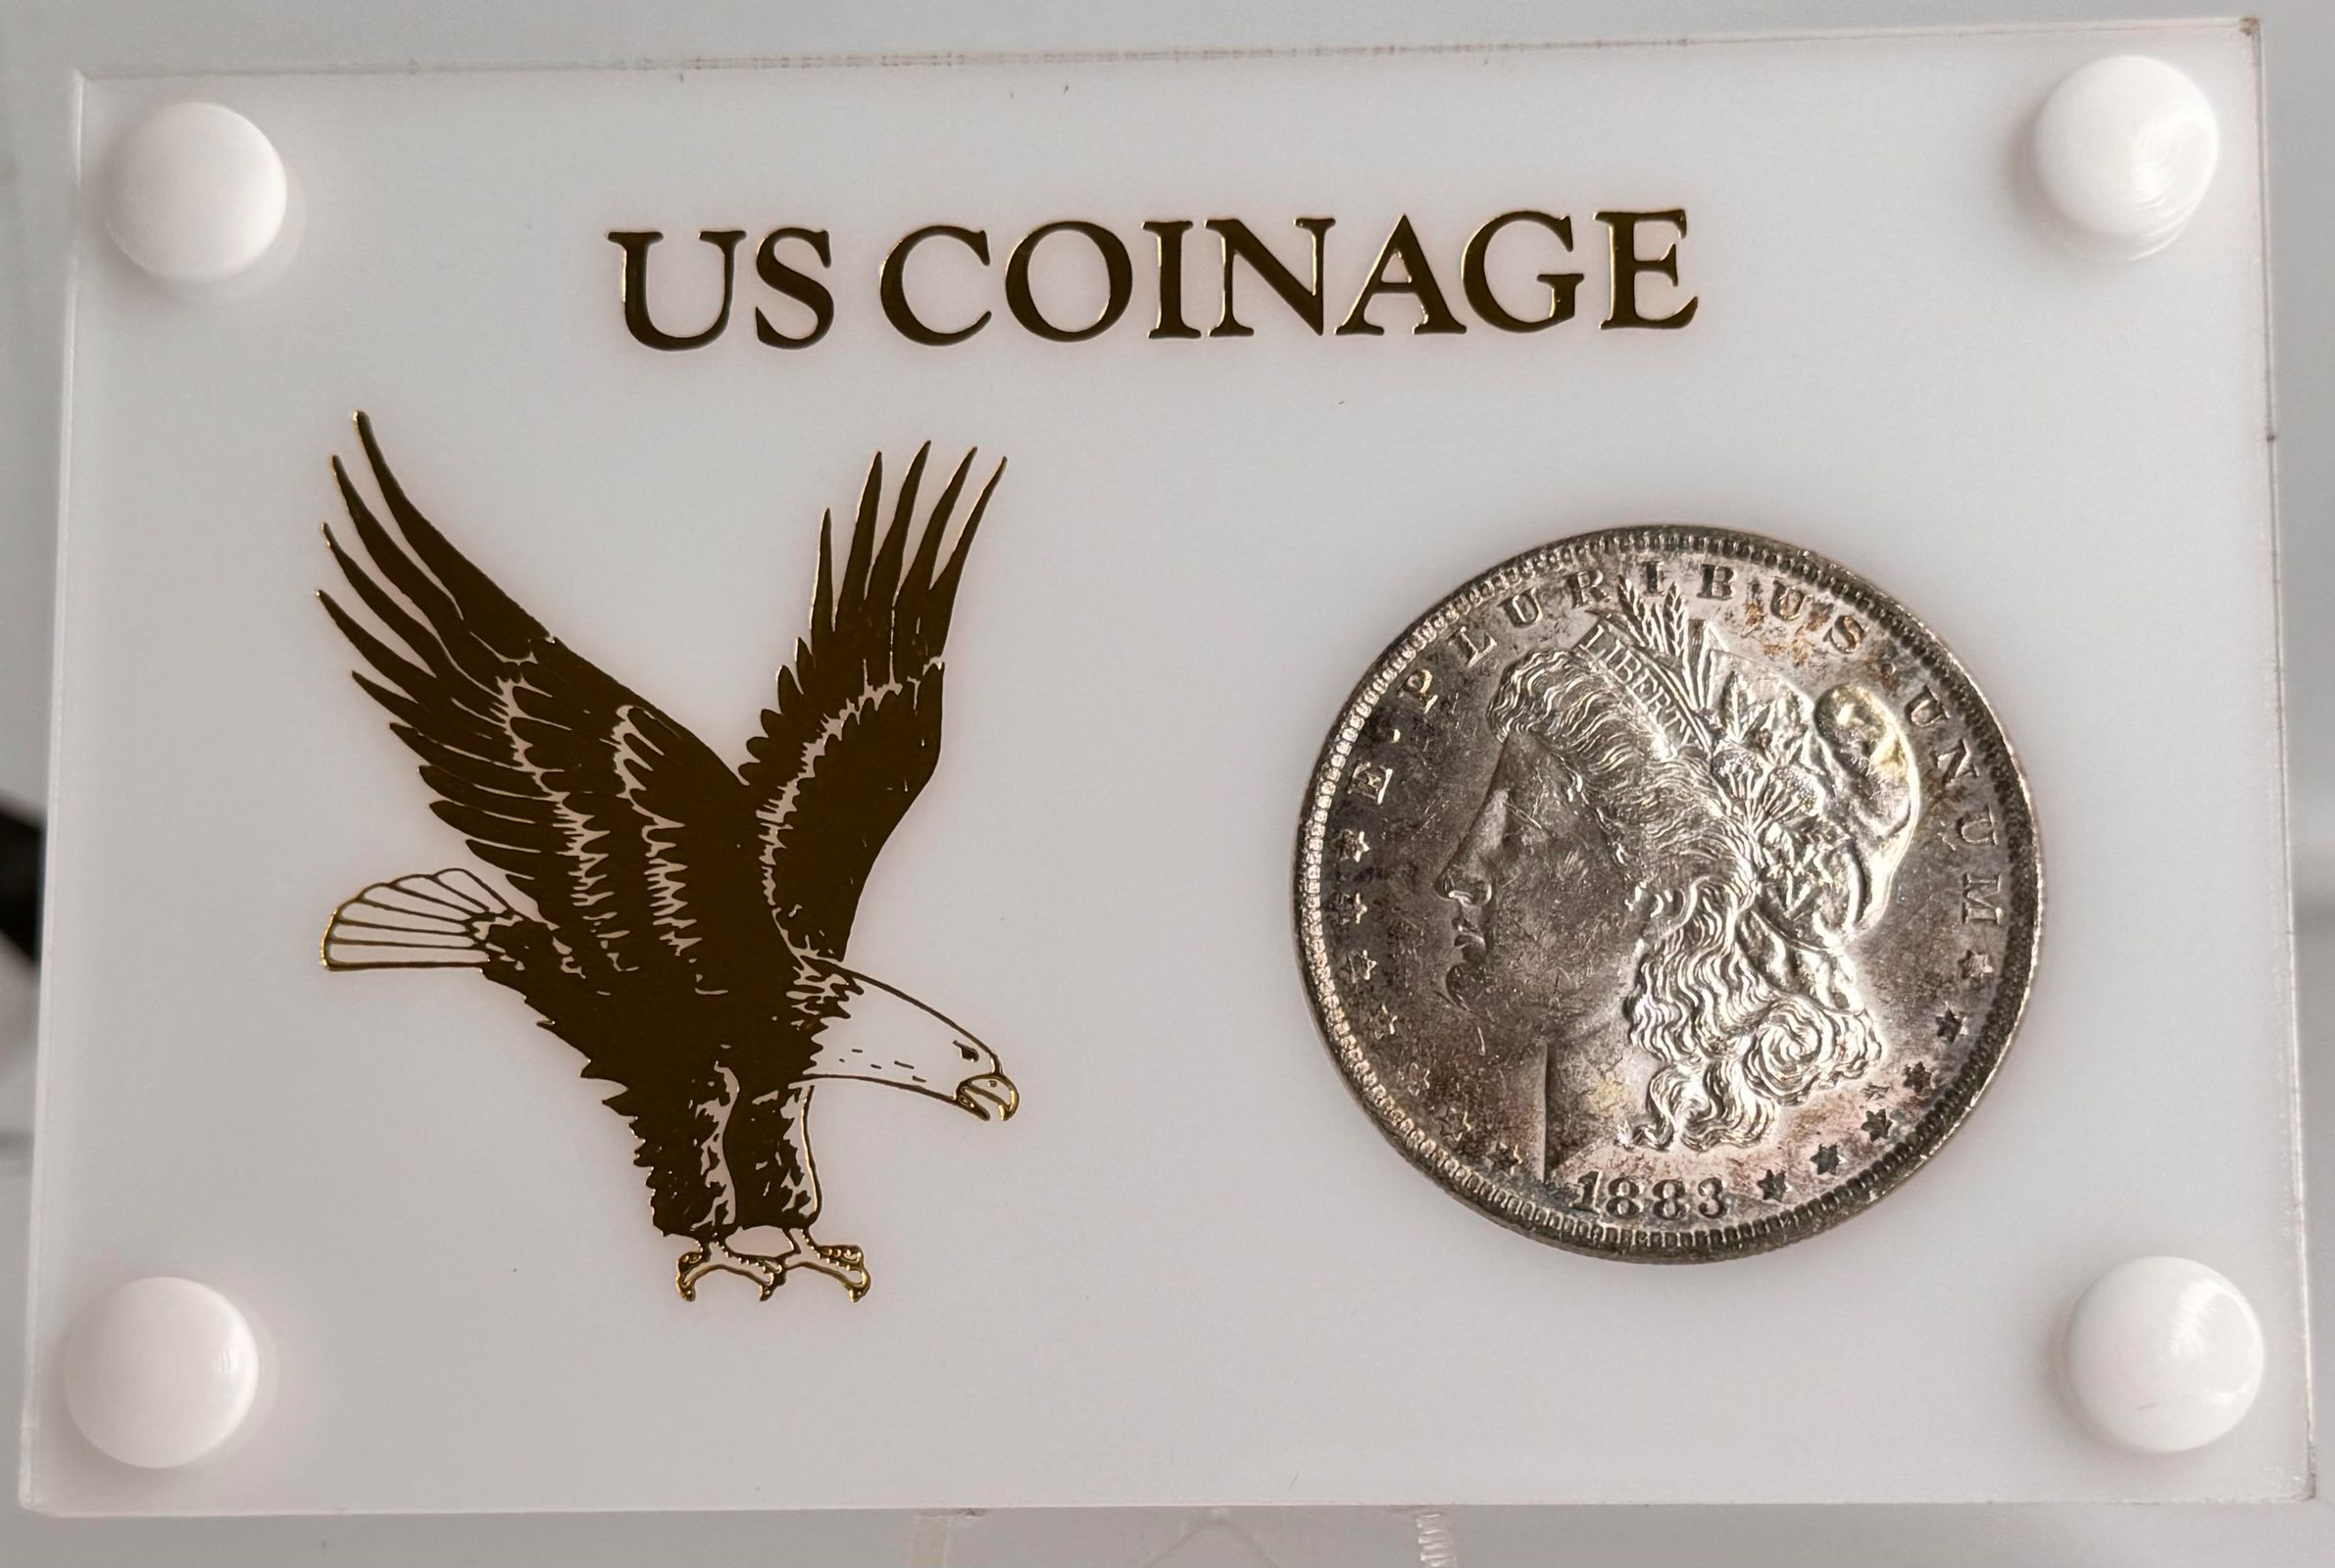 US COINAGE
E · PLURIBUS · UNUM
LIBERTY
1883